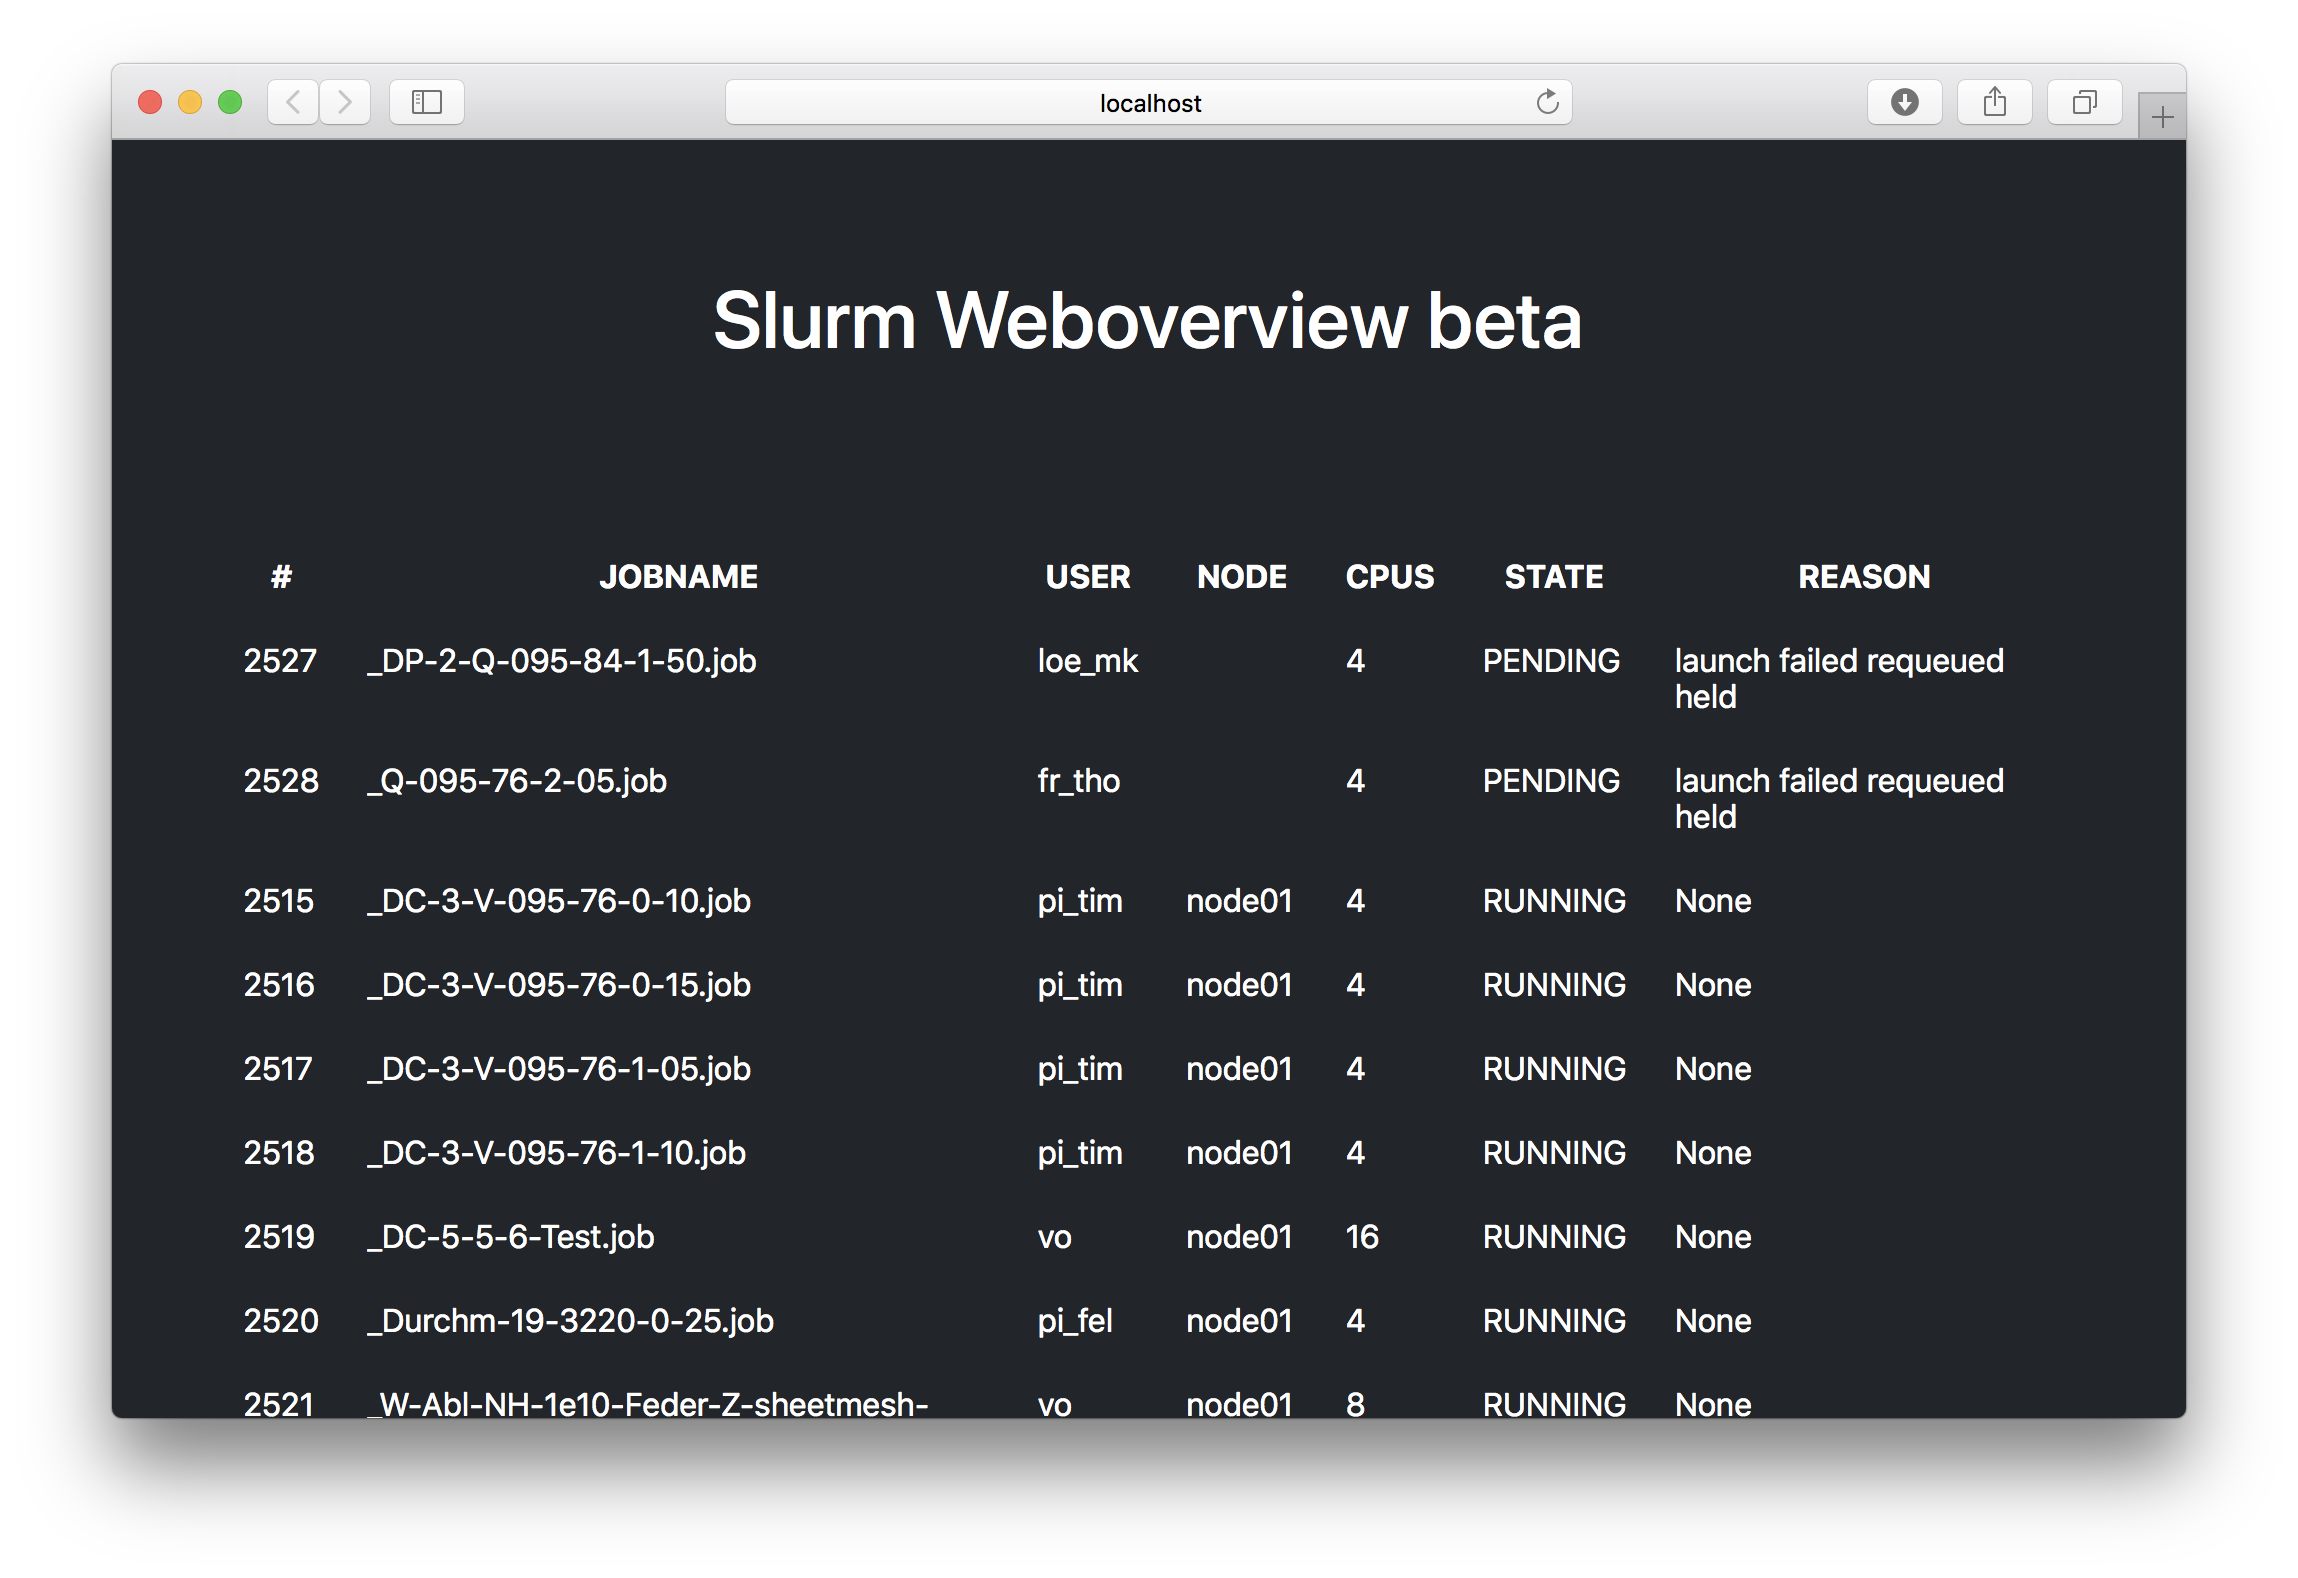 localhost
Slurm Weboverview beta
# JOBNAME USER NODE CPUS STATE REASON
2527 _DP-2-Q-095-84-1-50.job loe_mk 4 PENDING launch failed requeued
held
2528 _Q-095-76-2-05.job fr_tho 4 PENDING launch failed requeued
held
2515 _DC-3-V-095-76-0-10.job pi_tim node01 4 RUNNING None
2516 _DC-3-V-095-76-0-15.job pi_tim node01 4 RUNNING None
2517 _DC-3-V-095-76-1-05.job pi_tim node01 4 RUNNING None
2518 _DC-3-V-095-76-1-10.job pi_tim node01 4 RUNNING None
2519 _DC-5-5-6-Test.job vo node01 16 RUNNING None
2520 _Durchm-19-3220-0-25.job pi_fel node01 4 RUNNING None
2521 _W-Abl-NH-1e10-Feder-Z-sheetmesh- vo node01 8 RUNNING None